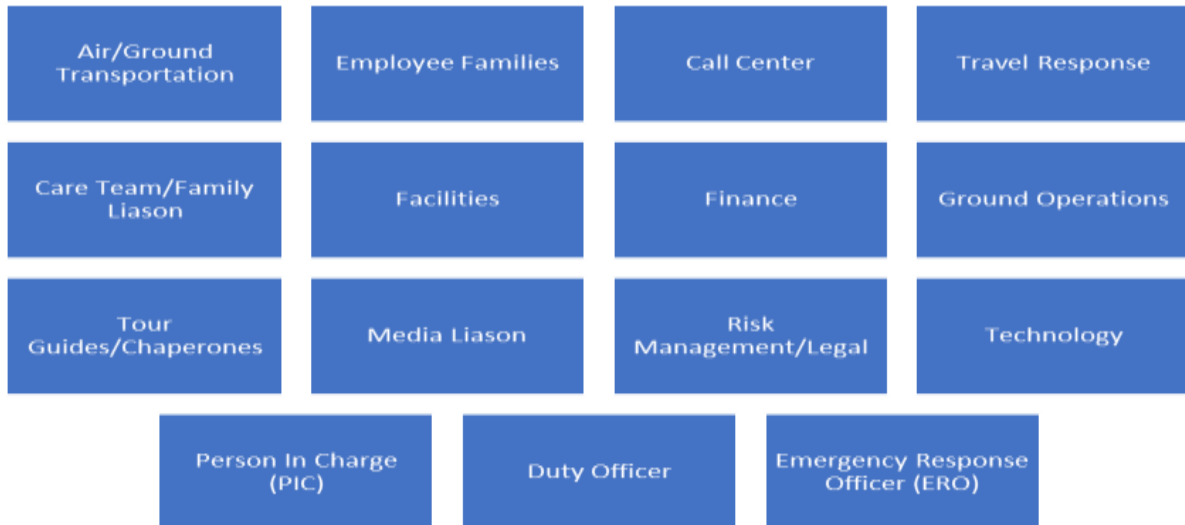 Air/Ground
Transportation
Employee Families
Call Center
Travel Response
Care Team/Family
Liason
Facilities
Finance
Ground Operations
Tour
Guides/Chaperones
Media Liason
Risk
Management/Legal
Technology
Person In Charge
(PIC)
Duty Officer
Emergency Response
Officer (ERO)